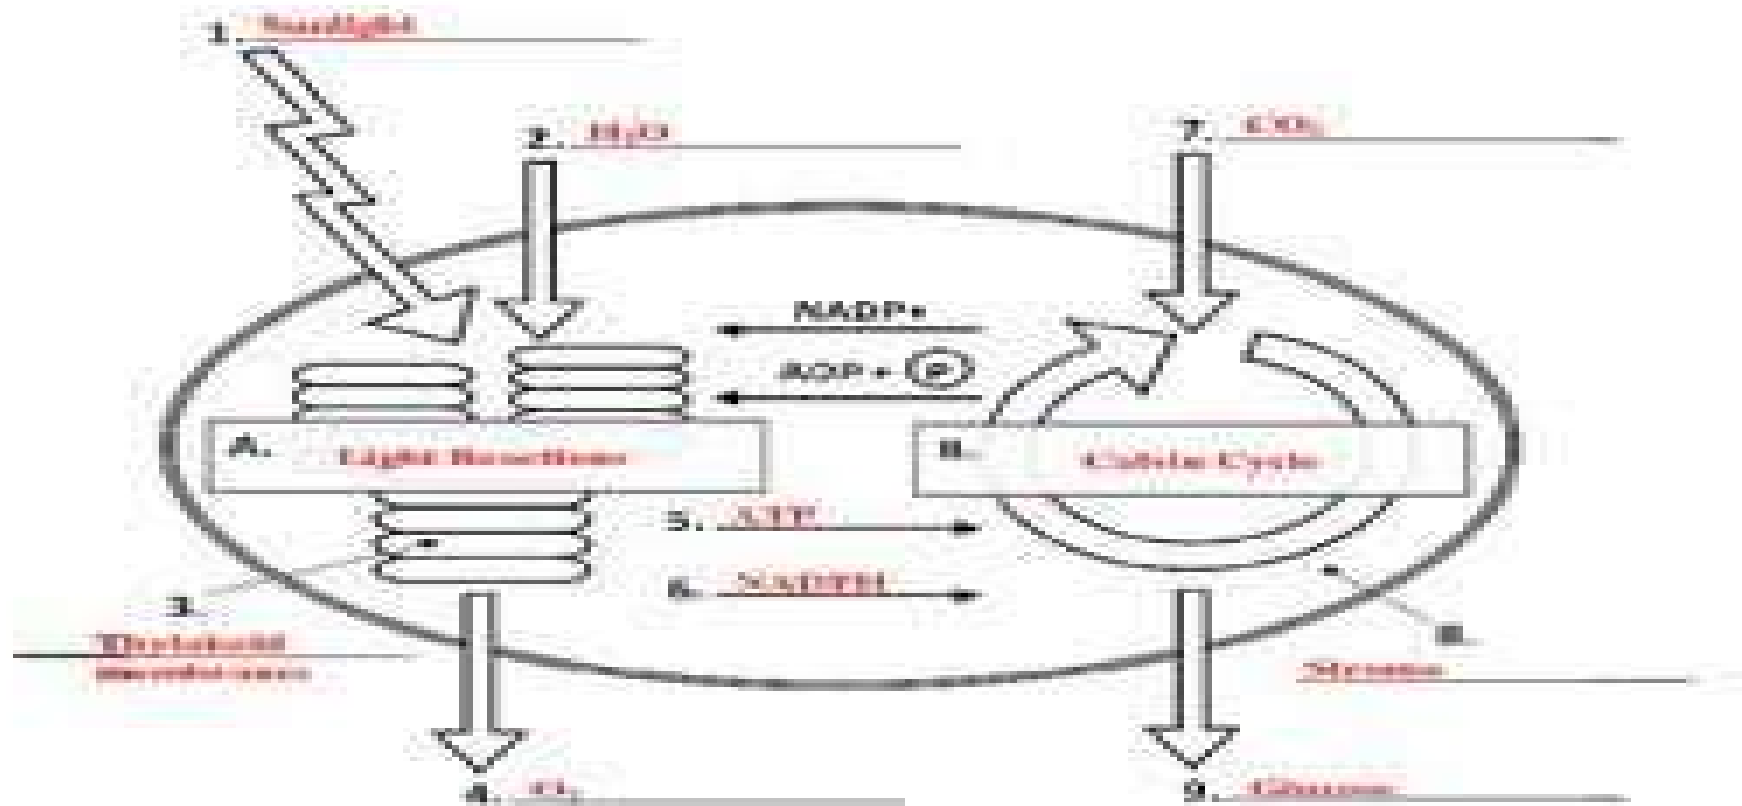 1. Sunlight
2. H₂O
7. CO₂
NADP+
ADP + P
A. Light Reactions
B. Calvin Cycle
5. ATP
6. NADPH
3.
Thylakoid
membranes
8.
Stroma
4. O₂
9. Glucose